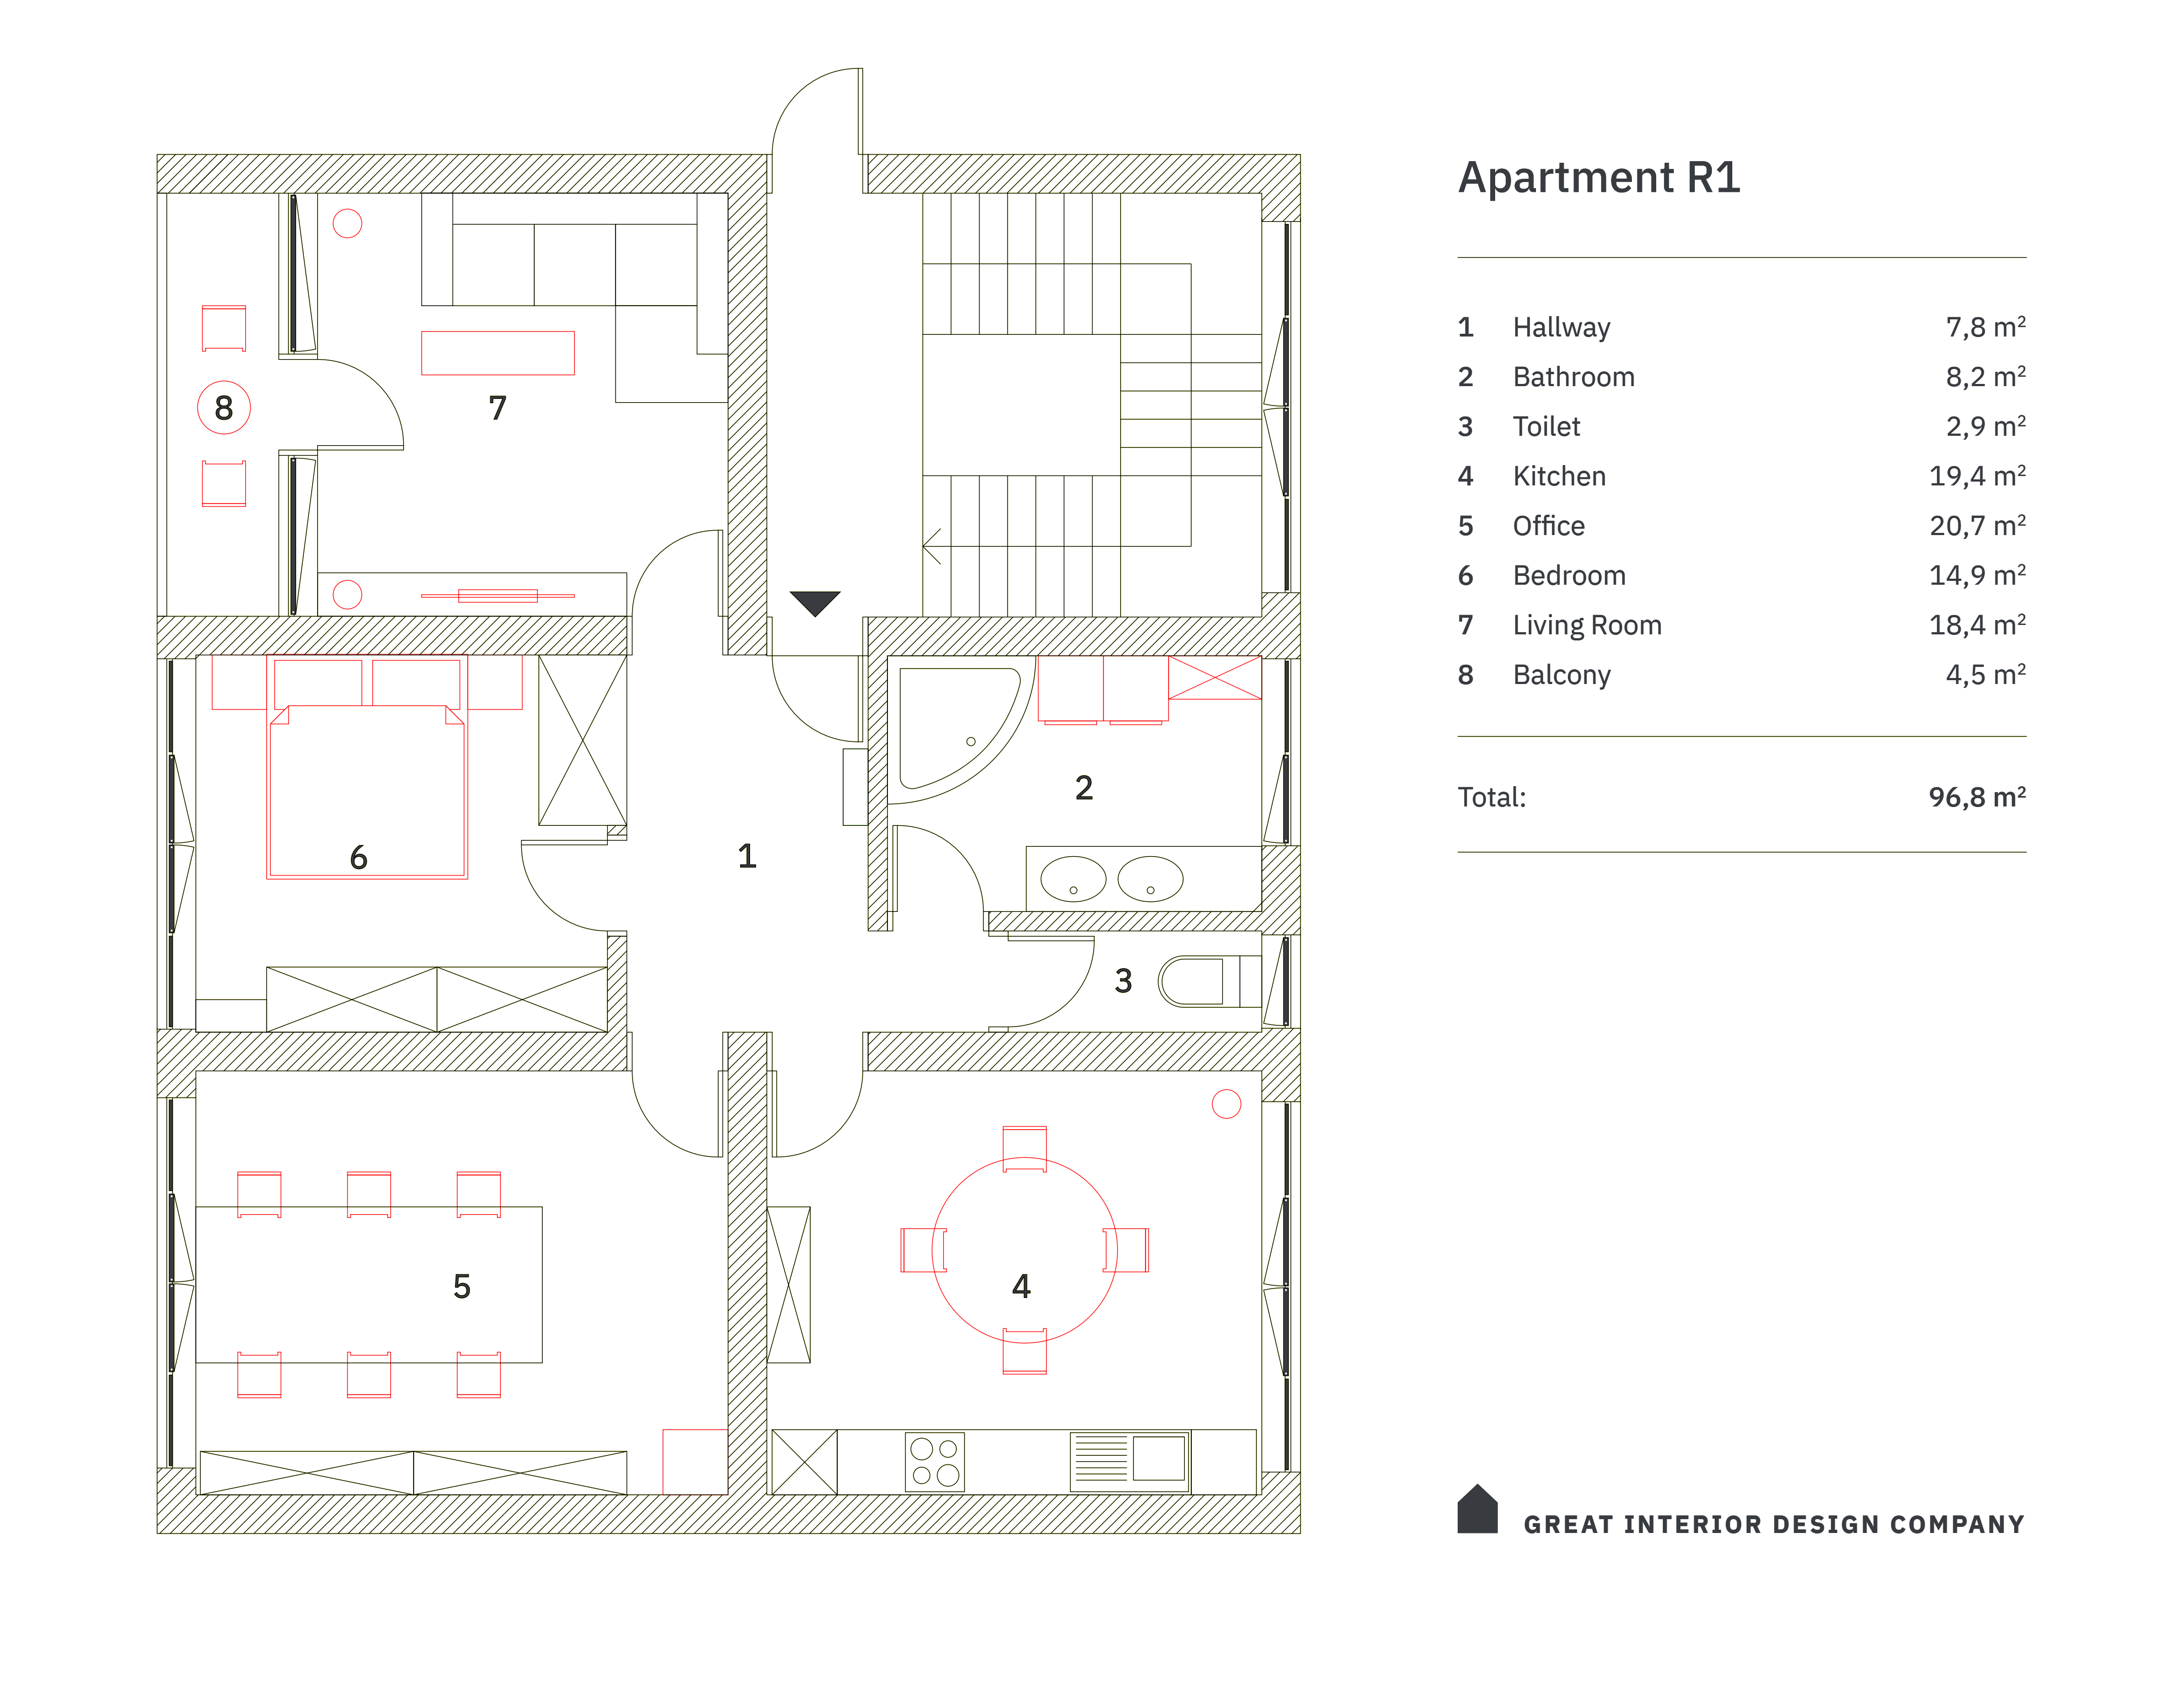 Apartment R1
1 Hallway 7,8 m²
2 Bathroom 8,2 m²
3 Toilet 2,9 m²
4 Kitchen 19,4 m²
5 Office 20,7 m²
6 Bedroom 14,9 m²
7 Living Room 18,4 m²
8 Balcony 4,5 m²
Total: 96,8 m²
8
7
2
6
1
3
5
4
GREAT INTERIOR DESIGN COMPANY